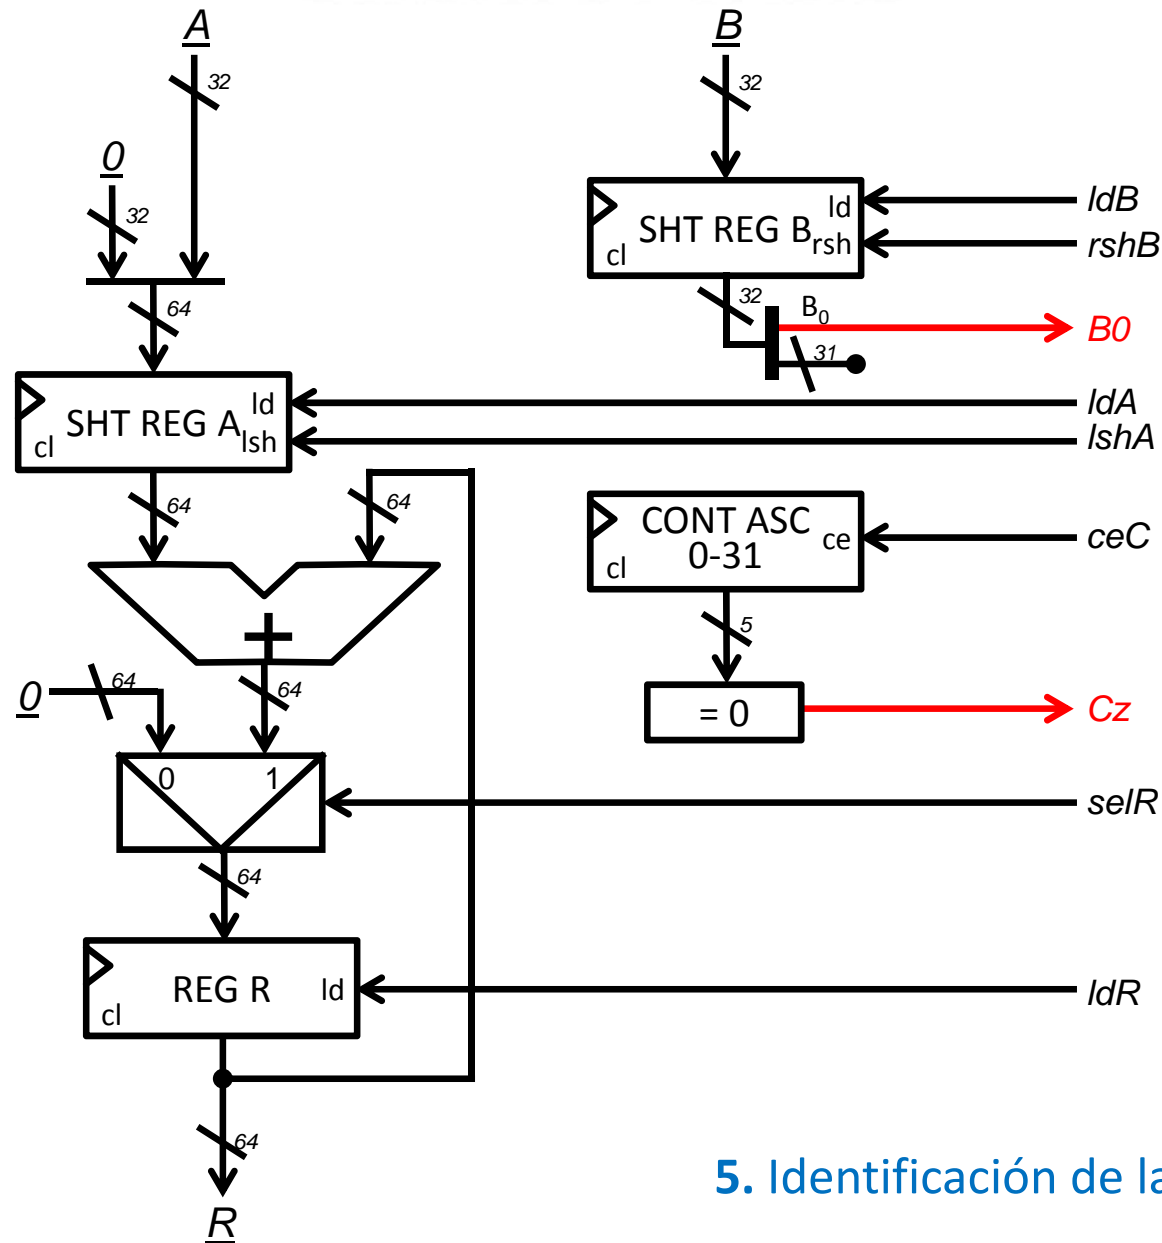 A
B
32
32
0
32
ld
ldB
SHT REG B
rsh
rshB
cl
32
64
B0
B0
31
ld
ldA
SHT REG A
lsh
lshA
cl
64
64
CONT ASC
0-31
ce
ceC
cl
5
+
0
64
64
= 0
Cz
0
1
selR
64
REG R
ld
ldR
cl
64
5. Identificación de la
R